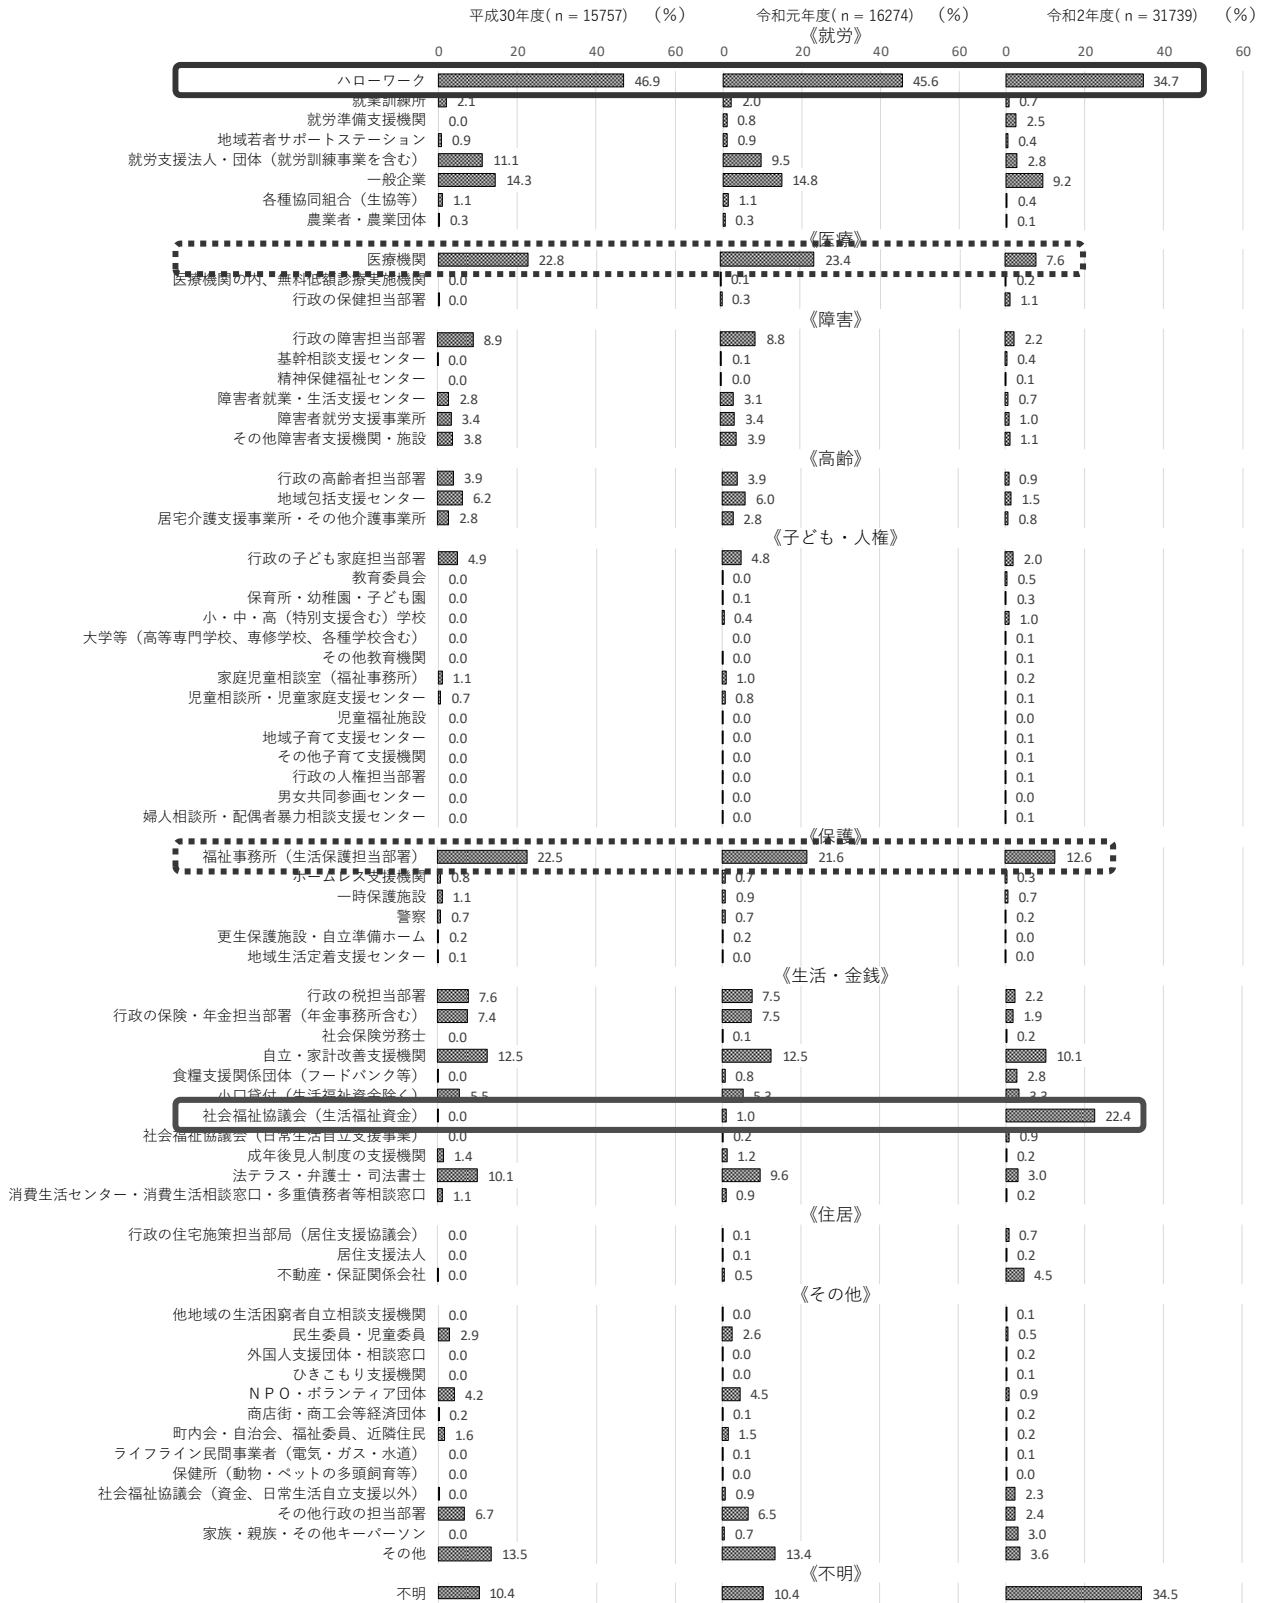 平成30年度( n = 15757) （%） 令和元年度( n = 16274) （%） 令和2年度( n = 31739) （%）
《就労》
0 20 40 60 0 20 40 60 0 20 40 60
ハローワーク 46.9 45.6 34.7
就業訓練所 2.1 2.0 0.7
就労準備支援機関 0.0 0.8 2.5
地域若者サポートステーション 0.9 0.9 0.4
就労支援法人・団体（就労訓練事業を含む） 11.1 9.5 2.8
一般企業 14.3 14.8 9.2
各種協同組合（生協等） 1.1 1.1 0.4
農業者・農業団体 0.3 0.3 0.1
《医療》
医療機関 22.8 23.4 7.6
医療機関の内、無料低額診療実施機関 0.0 0.1 0.2
行政の保健担当部署 0.0 0.3 1.1
《障害》
行政の障害担当部署 8.9 8.8 2.2
基幹相談支援センター 0.0 0.1 0.4
精神保健福祉センター 0.0 0.0 0.1
障害者就業・生活支援センター 2.8 3.1 0.7
障害者就労支援事業所 3.4 3.4 1.0
その他障害者支援機関・施設 3.8 3.9 1.1
《高齢》
行政の高齢者担当部署 3.9 3.9 0.9
地域包括支援センター 6.2 6.0 1.5
居宅介護支援事業所・その他介護事業所 2.8 2.8 0.8
《子ども・人権》
行政の子ども家庭担当部署 4.9 4.8 2.0
教育委員会 0.0 0.0 0.5
保育所・幼稚園・子ども園 0.0 0.1 0.3
小・中・高（特別支援含む）学校 0.0 0.4 1.0
大学等（高等専門学校、専修学校、各種学校含む） 0.0 0.0 0.1
その他教育機関 0.0 0.0 0.1
家庭児童相談室（福祉事務所） 1.1 1.0 0.2
児童相談所・児童家庭支援センター 0.7 0.8 0.1
児童福祉施設 0.0 0.0 0.0
地域子育て支援センター 0.0 0.0 0.1
その他子育て支援機関 0.0 0.0 0.1
行政の人権担当部署 0.0 0.0 0.1
男女共同参画センター 0.0 0.0 0.0
婦人相談所・配偶者暴力相談支援センター 0.0 0.0 0.1
《保護》
福祉事務所（生活保護担当部署） 22.5 21.6 12.6
ホームレス支援機関 0.8 0.7 0.3
一時保護施設 1.1 0.9 0.7
警察 0.7 0.7 0.2
更生保護施設・自立準備ホーム 0.2 0.2 0.0
地域生活定着支援センター 0.1 0.0 0.0
《生活・金銭》
行政の税担当部署 7.6 7.5 2.2
行政の保険・年金担当部署（年金事務所含む） 7.4 7.5 1.9
社会保険労務士 0.0 0.1 0.2
自立・家計改善支援機関 12.5 12.5 10.1
食糧支援関係団体（フードバンク等） 0.0 0.8 2.8
小口貸付（生活福祉資金除く） 5.5 5.3 3.3
社会福祉協議会（生活福祉資金） 0.0 1.0 22.4
社会福祉協議会（日常生活自立支援事業） 0.0 0.2 0.9
成年後見人制度の支援機関 1.4 1.2 0.2
法テラス・弁護士・司法書士 10.1 9.6 3.0
消費生活センター・消費生活相談窓口・多重債務者等相談窓口 1.1 0.9 0.2
《住居》
行政の住宅施策担当部局（居住支援協議会） 0.0 0.1 0.7
居住支援法人 0.0 0.1 0.2
不動産・保証関係会社 0.0 0.5 4.5
《その他》
他地域の生活困窮者自立相談支援機関 0.0 0.0 0.1
民生委員・児童委員 2.9 2.6 0.5
外国人支援団体・相談窓口 0.0 0.0 0.2
ひきこもり支援機関 0.0 0.0 0.1
ＮＰＯ・ボランティア団体 4.2 4.5 0.9
商店街・商工会等経済団体 0.2 0.1 0.2
町内会・自治会、福祉委員、近隣住民 1.6 1.5 0.2
ライフライン民間事業者（電気・ガス・水道） 0.0 0.1 0.1
保健所（動物・ペットの多頭飼育等） 0.0 0.0 0.0
社会福祉協議会（資金、日常生活自立支援以外） 0.0 0.9 2.3
その他行政の担当部署 6.7 6.5 2.4
家族・親族・その他キーパーソン 0.0 0.7 3.0
その他 13.5 13.4 3.6
《不明》
不明 10.4 10.4 34.5